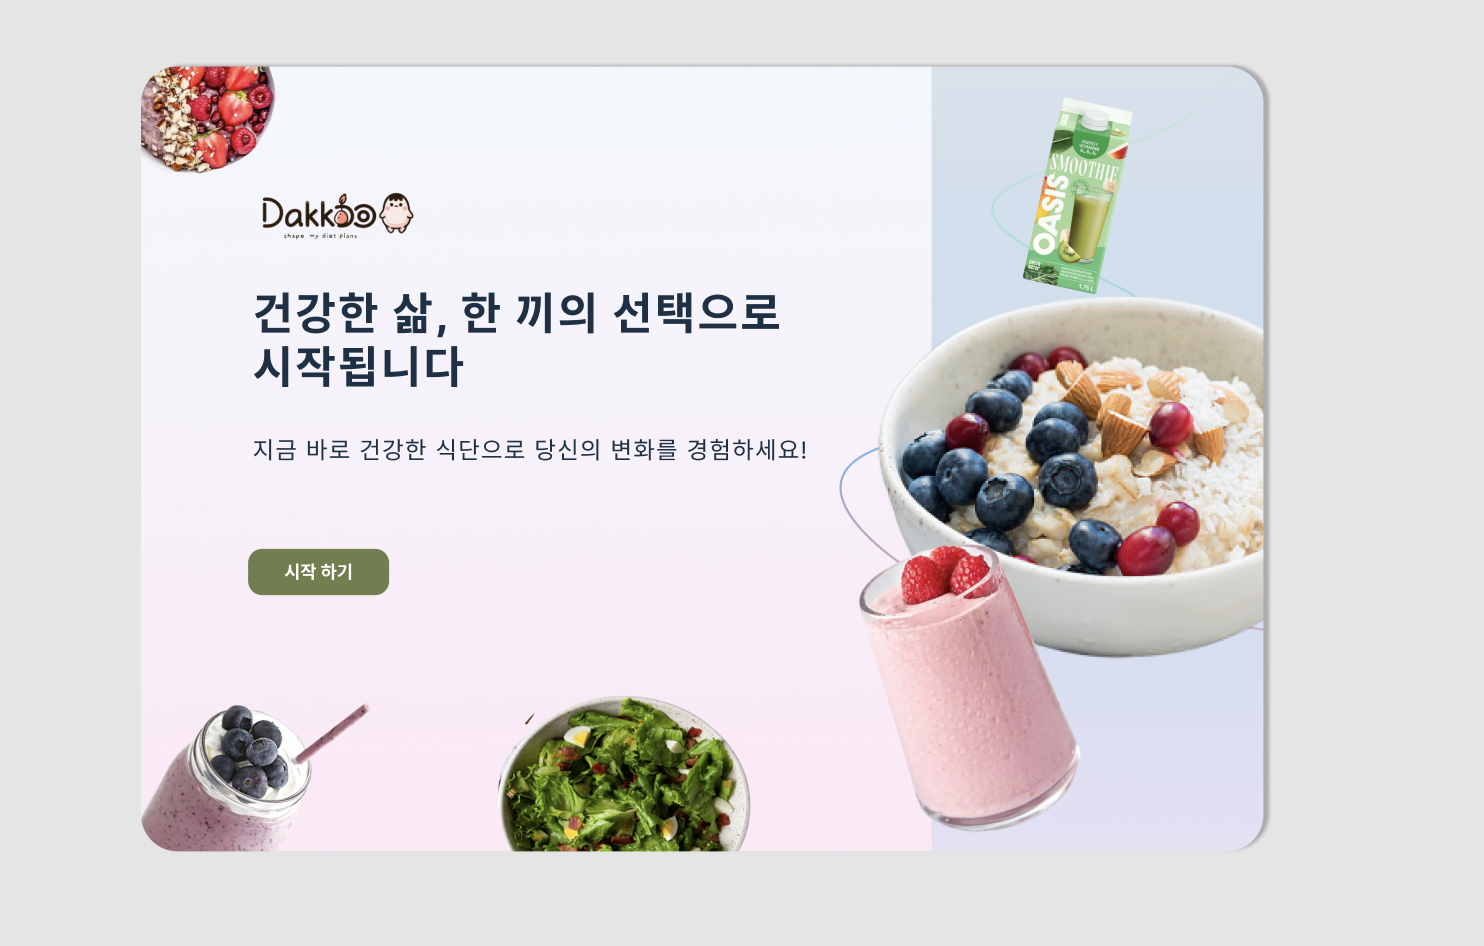 Dakkoo
shape my diet plans
건강한 삶, 한 끼의 선택으로
시작됩니다
지금 바로 건강한 식단으로 당신의 변화를 경험하세요!
시작 하기
SMOOTHIE
OASIS
1.75 L